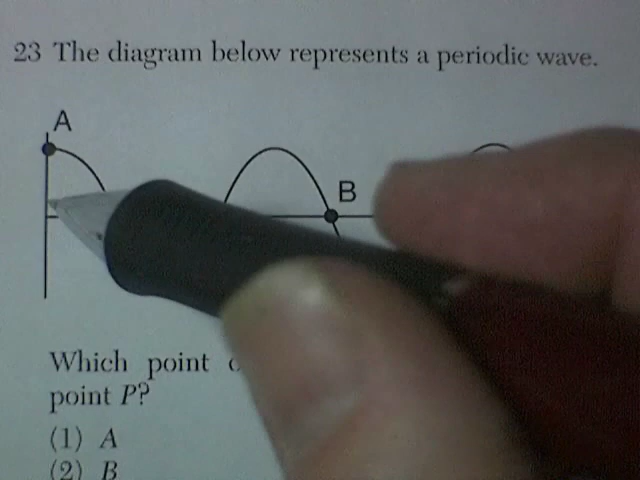 23 The diagram below represents a periodic wave.
A
B
Which point
point P?
(1) A
(2) B